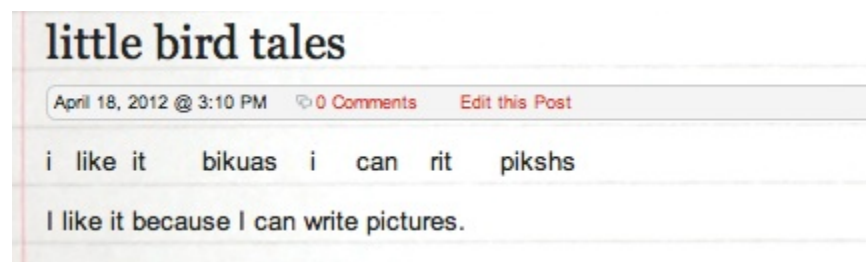 little bird tales
April 18, 2012 @ 3:10 PM 0 Comments Edit this Post
i like it bikuas i can rit pikshs
I like it because I can write pictures.